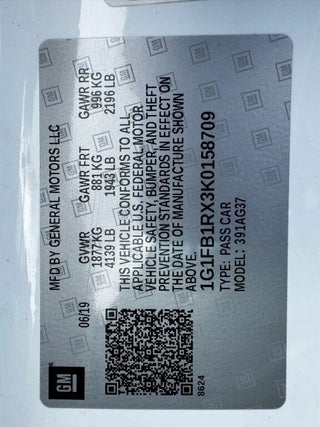 GM
MFD BY GENERAL MOTORS LLC
06/19 GVWR GAWR FRT GAWR RR
1877 KG 881 KG 996 KG
4139 LB 1943 LB 2196 LB
THIS VEHICLE CONFORMS TO ALL
APPLICABLE U.S. FEDERAL MOTOR
VEHICLE SAFETY, BUMPER, AND THEFT
PREVENTION STANDARDS IN EFFECT ON
THE DATE OF MANUFACTURE SHOWN
ABOVE.
1G1FB1RX3K0158709
TYPE: PASS CAR
MODEL: 391AG37
8624